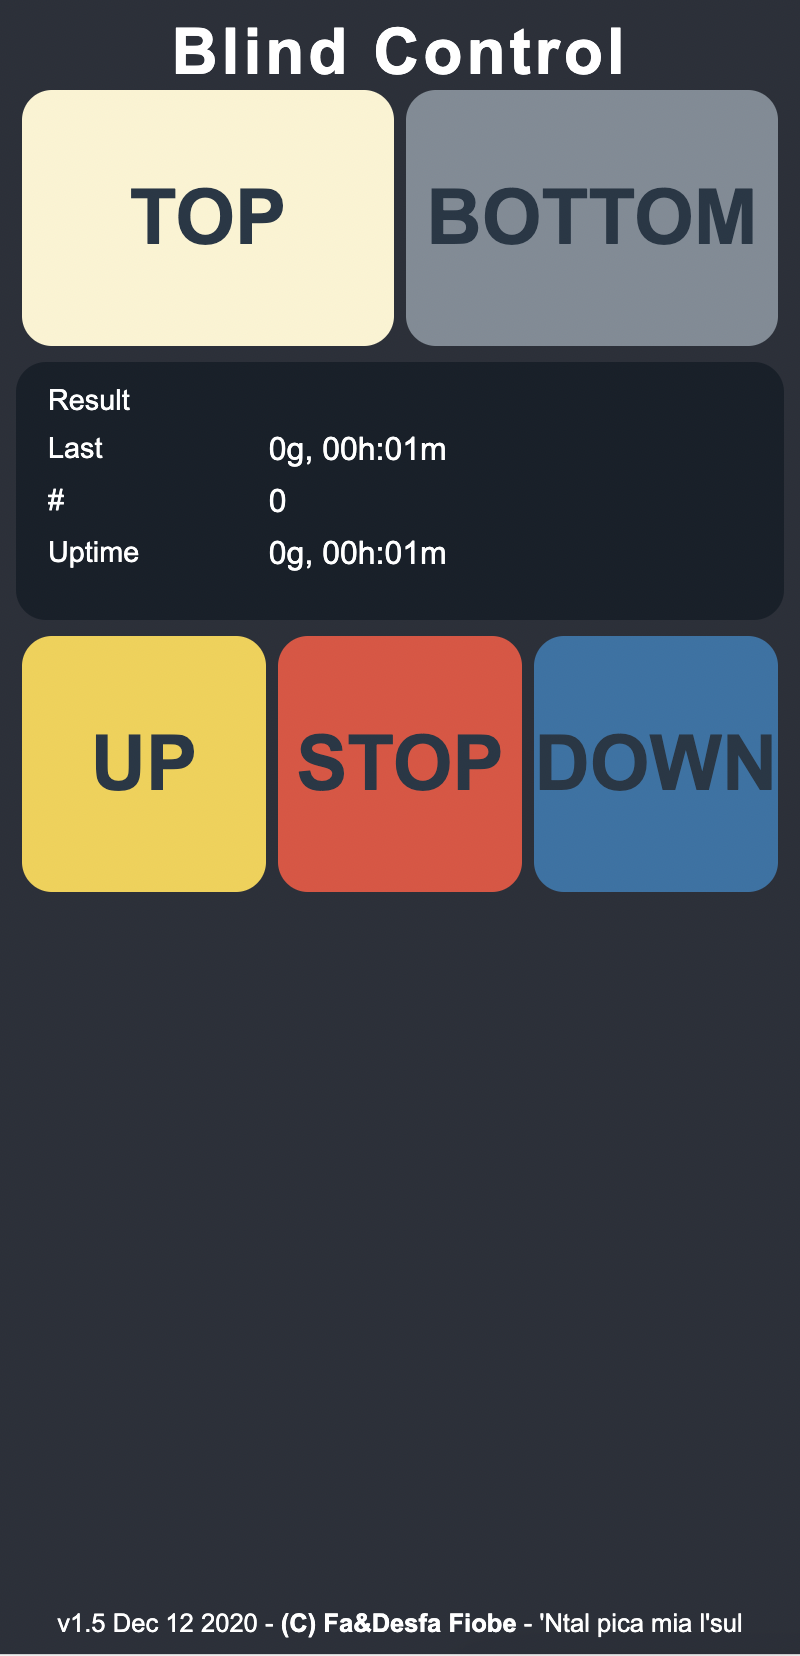 Blind Control
TOP BOTTOM
Result
Last 0g, 00h:01m
# 0
Uptime 0g, 00h:01m
UP STOP DOWN
v1.5 Dec 12 2020 - (C) Fa&Desfa Fiobe - 'Ntal pica mia l'sul